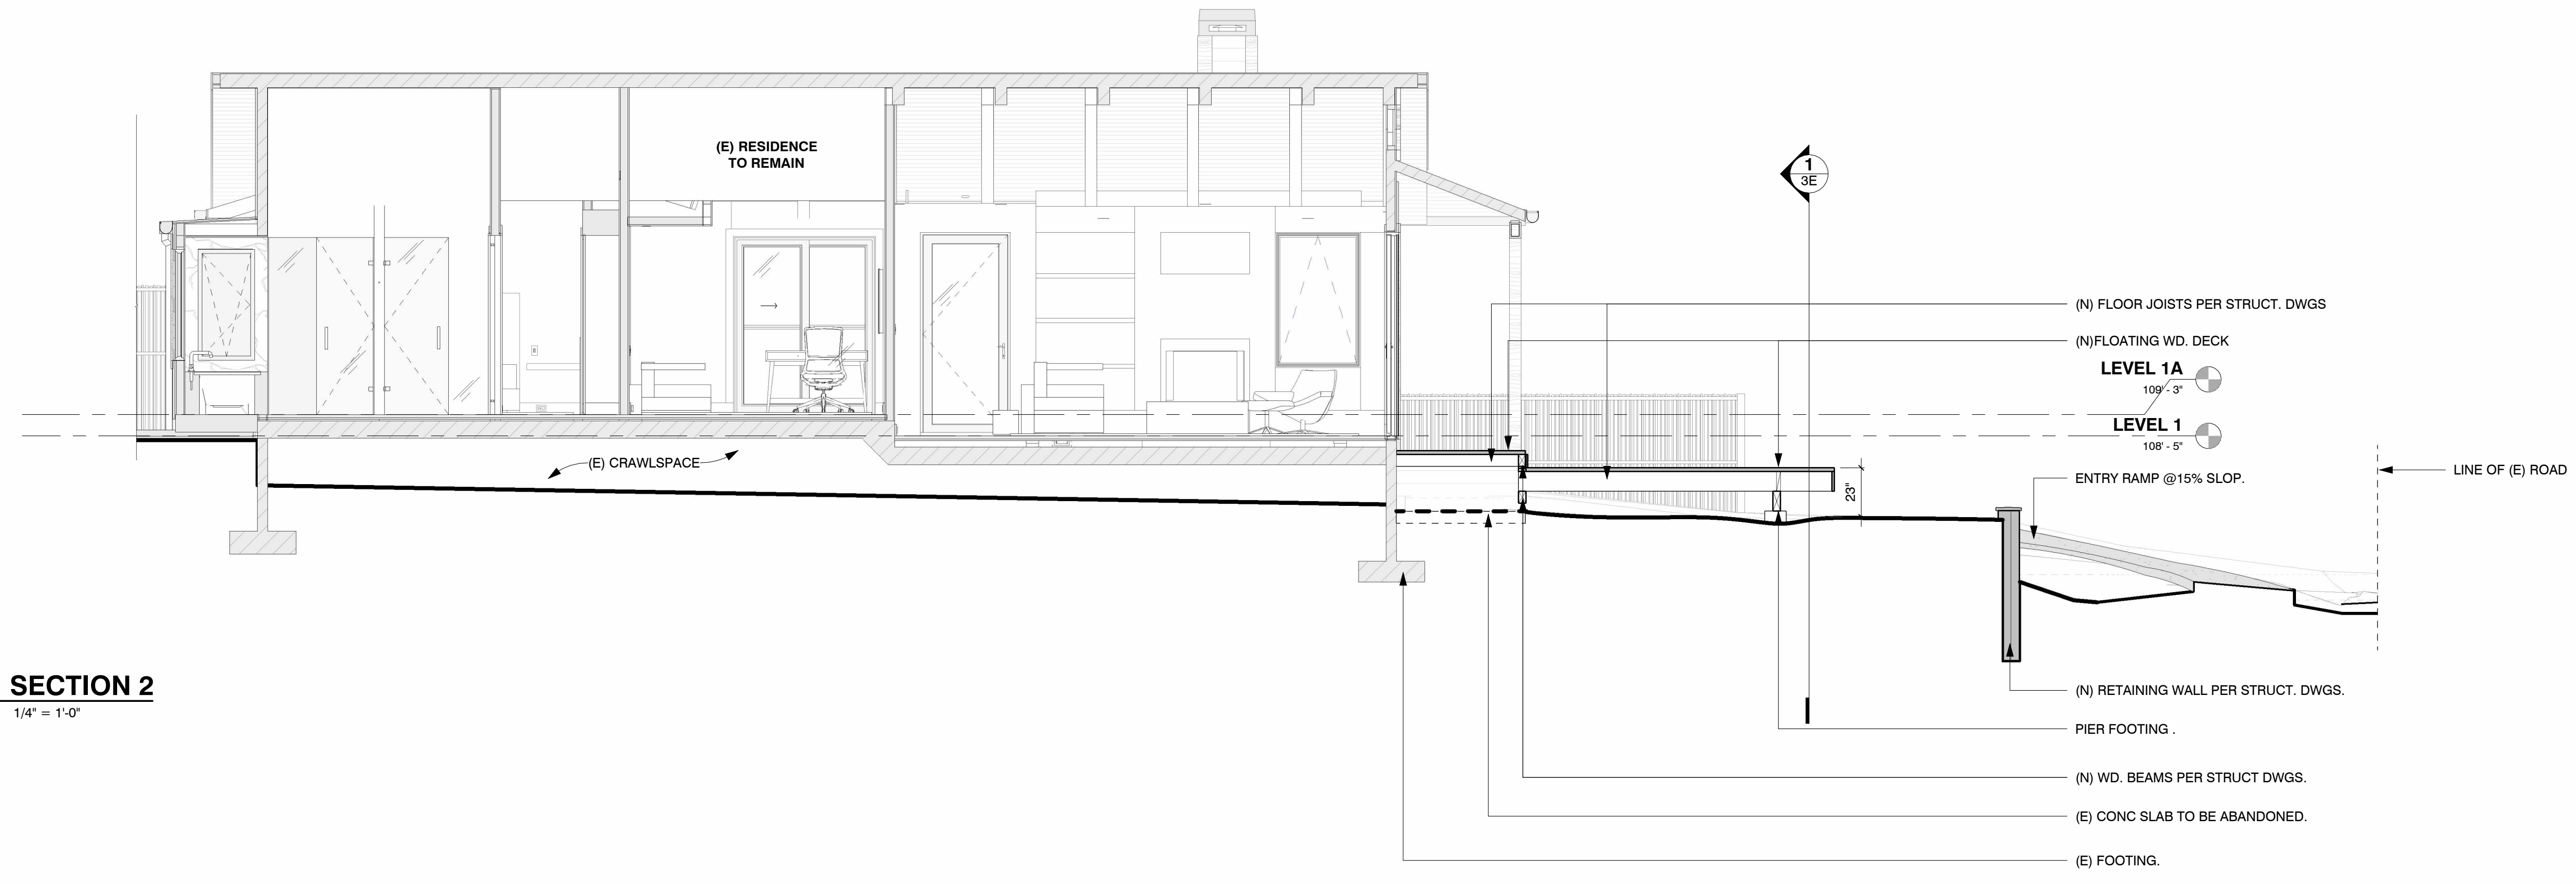 (E) RESIDENCE
TO REMAIN
1
3E
(N) FLOOR JOISTS PER STRUCT. DWGS
(N)FLOATING WD. DECK
LEVEL 1A
109' - 3"
LEVEL 1
108' - 5"
(E) CRAWLSPACE
LINE OF (E) ROAD
ENTRY RAMP @15% SLOP.
23"
SECTION 2
1/4" = 1'-0"
(N) RETAINING WALL PER STRUCT. DWGS.
PIER FOOTING .
(N) WD. BEAMS PER STRUCT DWGS.
(E) CONC SLAB TO BE ABANDONED.
(E) FOOTING.